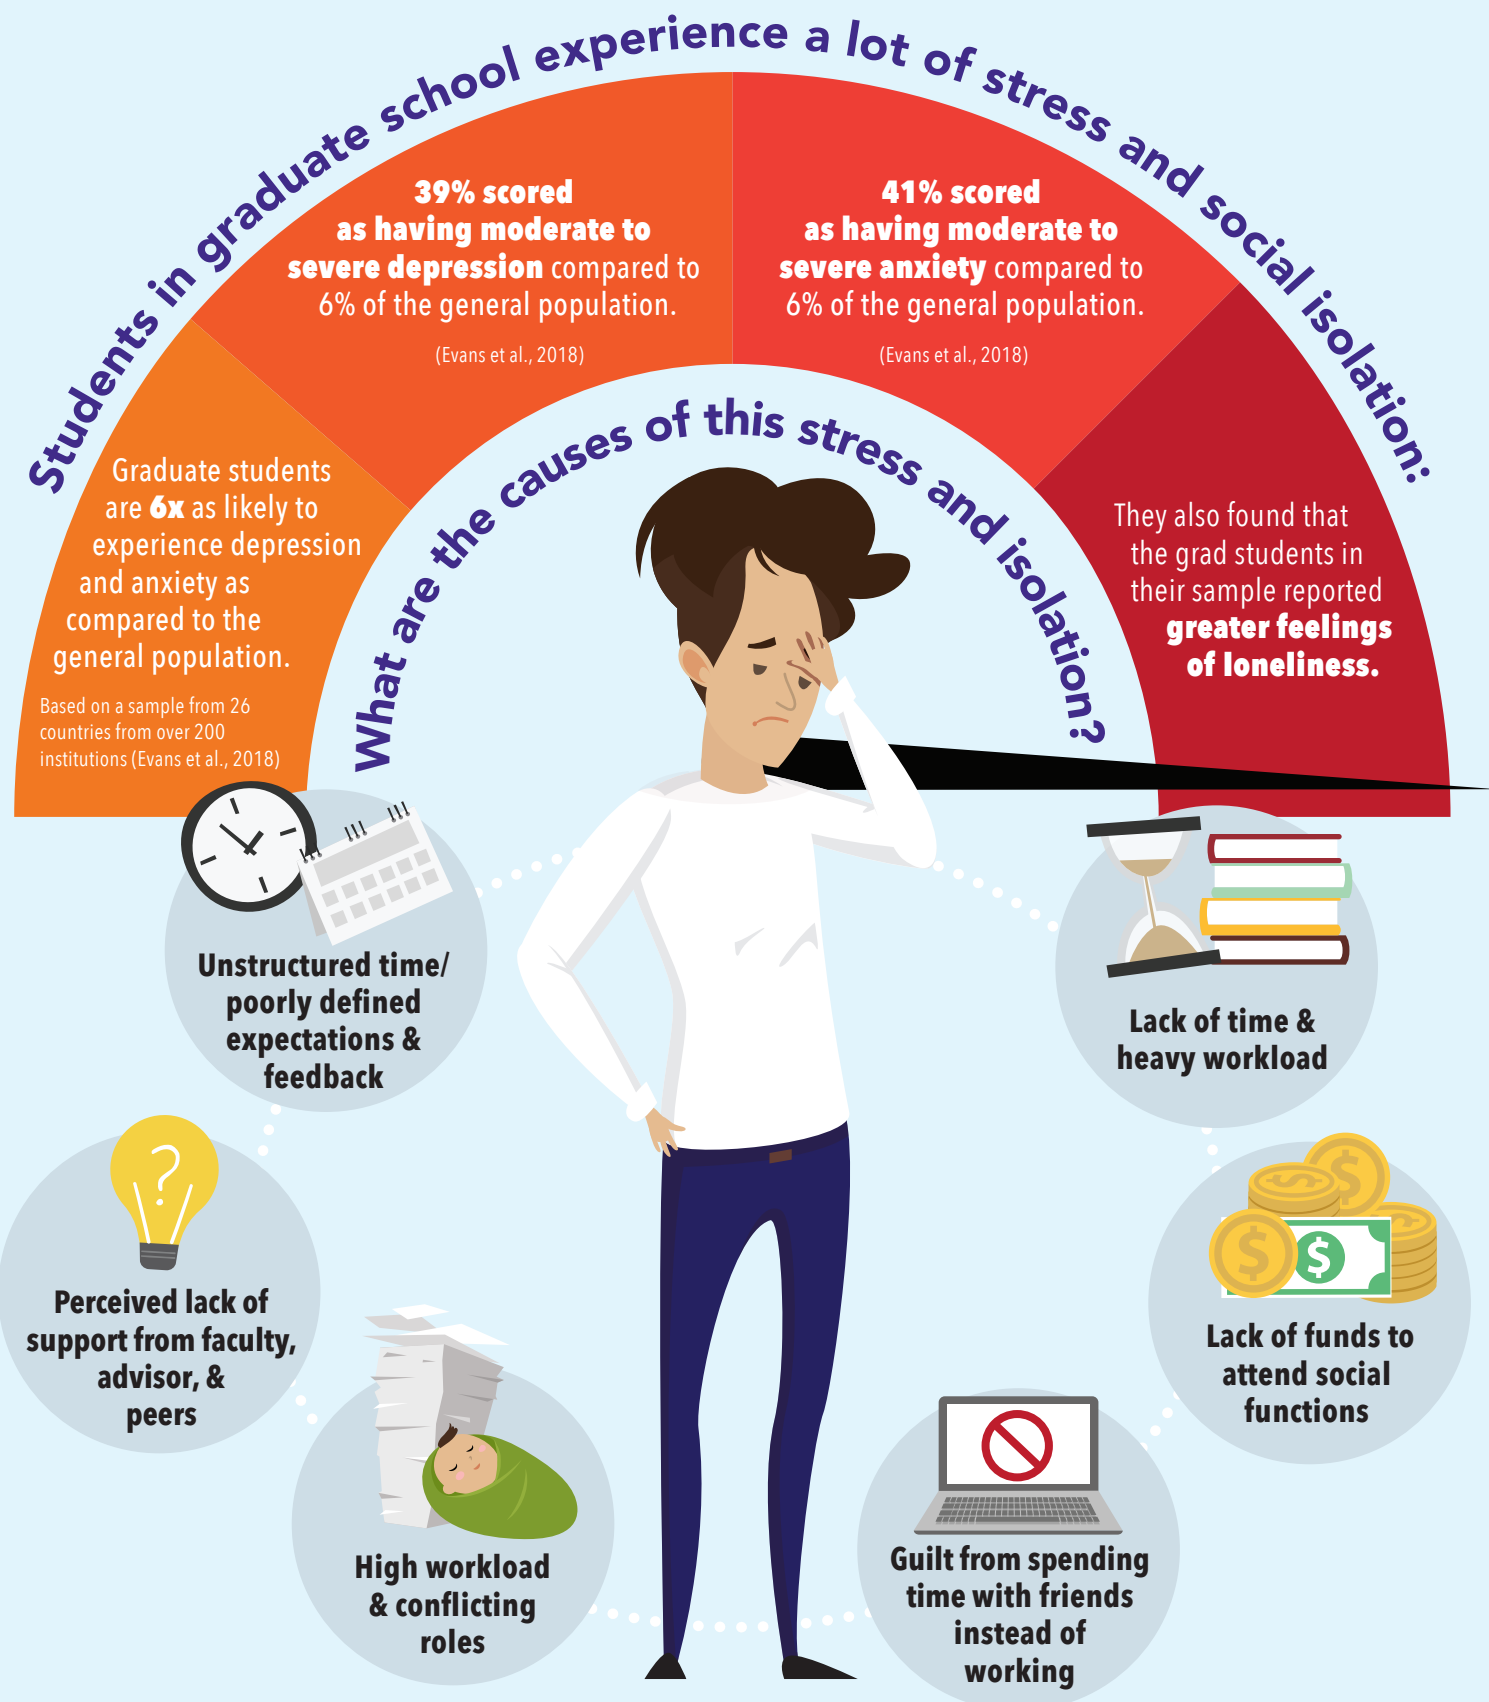 Students in graduate school experience a lot of stress and social isolation:
39% scored
as having moderate to
severe depression compared to
6% of the general population.
(Evans et al., 2018)
41% scored
as having moderate to
severe anxiety compared to
6% of the general population.
(Evans et al., 2018)
Graduate students
are 6x as likely to
experience depression
and anxiety as
compared to the
general population.
Based on a sample from 26
countries from over 200
institutions (Evans et al., 2018)
They also found that
the grad students in
their sample reported
greater feelings
of loneliness.
What are the causes of this stress and isolation?
Unstructured time/
poorly defined
expectations &
feedback
Lack of time &
heavy workload
?
Perceived lack of
support from faculty,
advisor, &
peers
$
$
$
$
$
Lack of funds to
attend social
functions
High workload
& conflicting
roles
Guilt from spending
time with friends
instead of
working